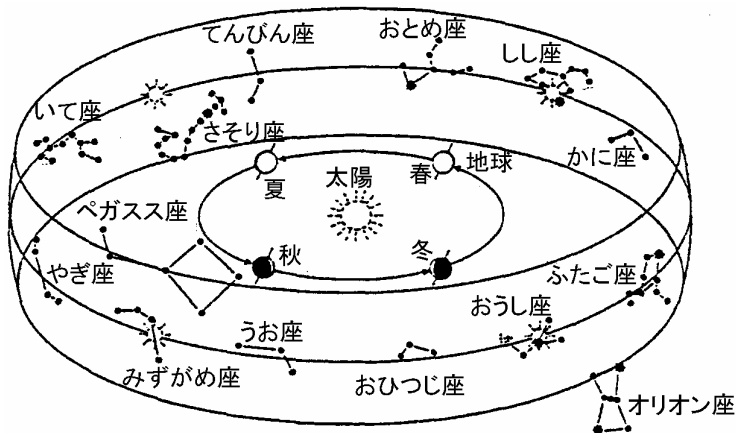 てんびん座
おとめ座
しし座
いて座
さそり座
かに座
夏
太陽
春
地球
ペガスス座
秋
冬
やぎ座
ふたご座
おうし座
うお座
みずがめ座
おひつじ座
オリオン座